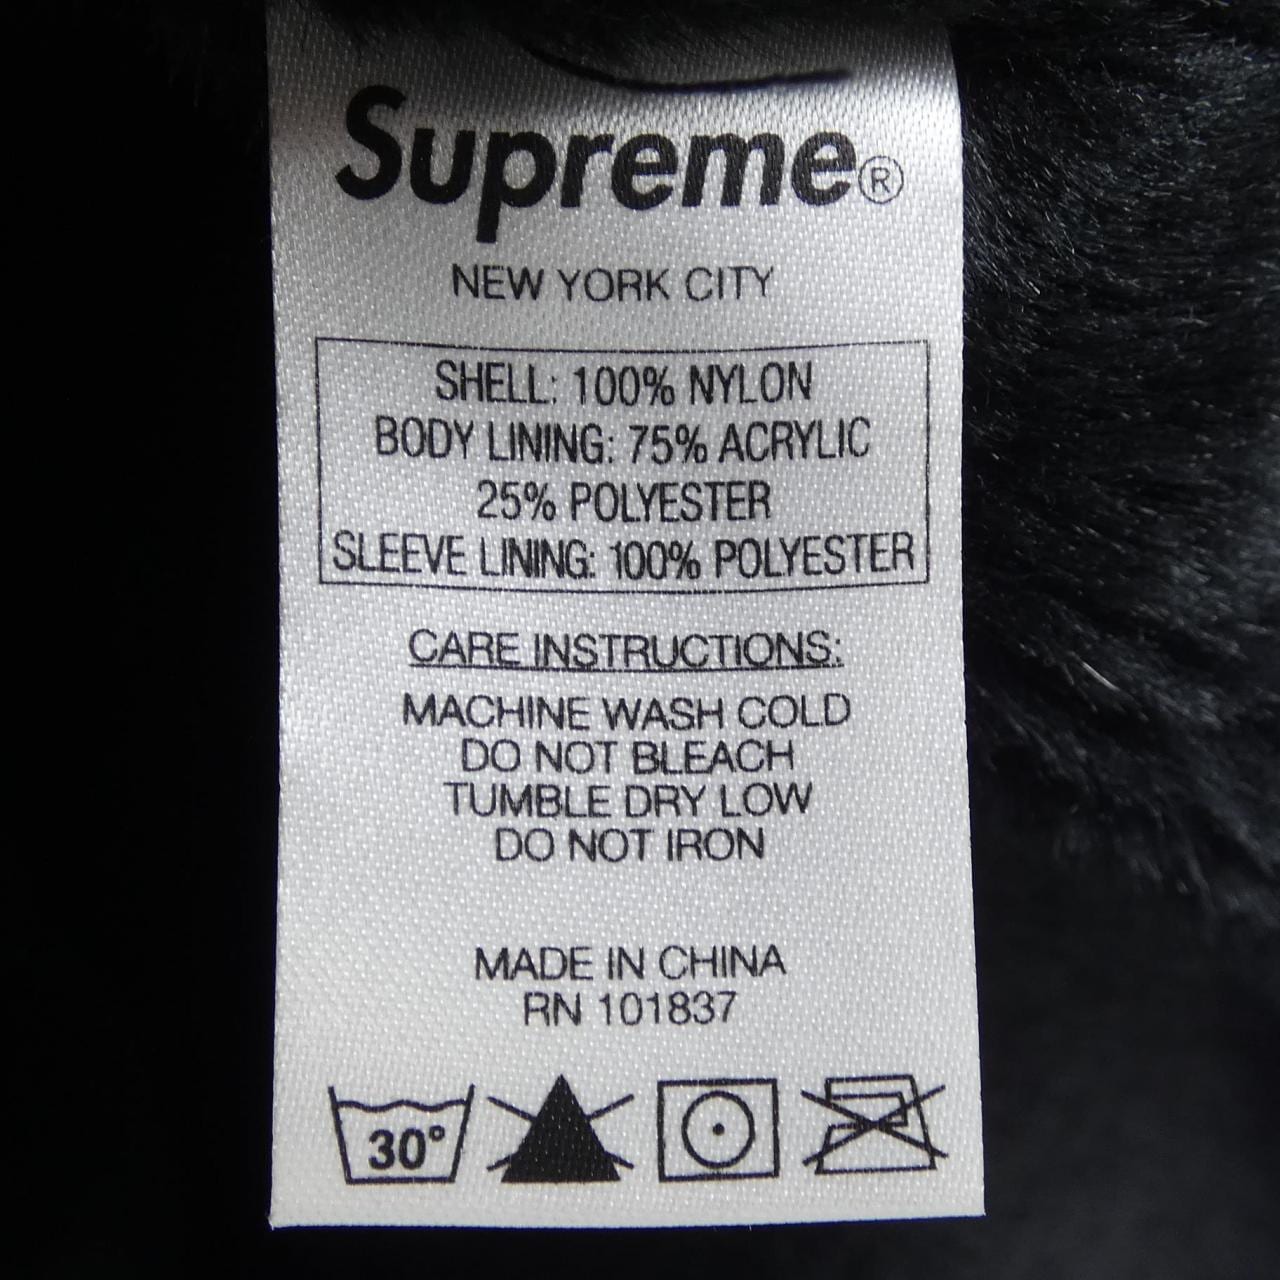 Supreme®
NEW YORK CITY
SHELL: 100% NYLON
BODY LINING: 75% ACRYLIC
25% POLYESTER
SLEEVE LINING: 100% POLYESTER
CARE INSTRUCTIONS:
MACHINE WASH COLD
DO NOT BLEACH
TUMBLE DRY LOW
DO NOT IRON
MADE IN CHINA
RN 101837
30°